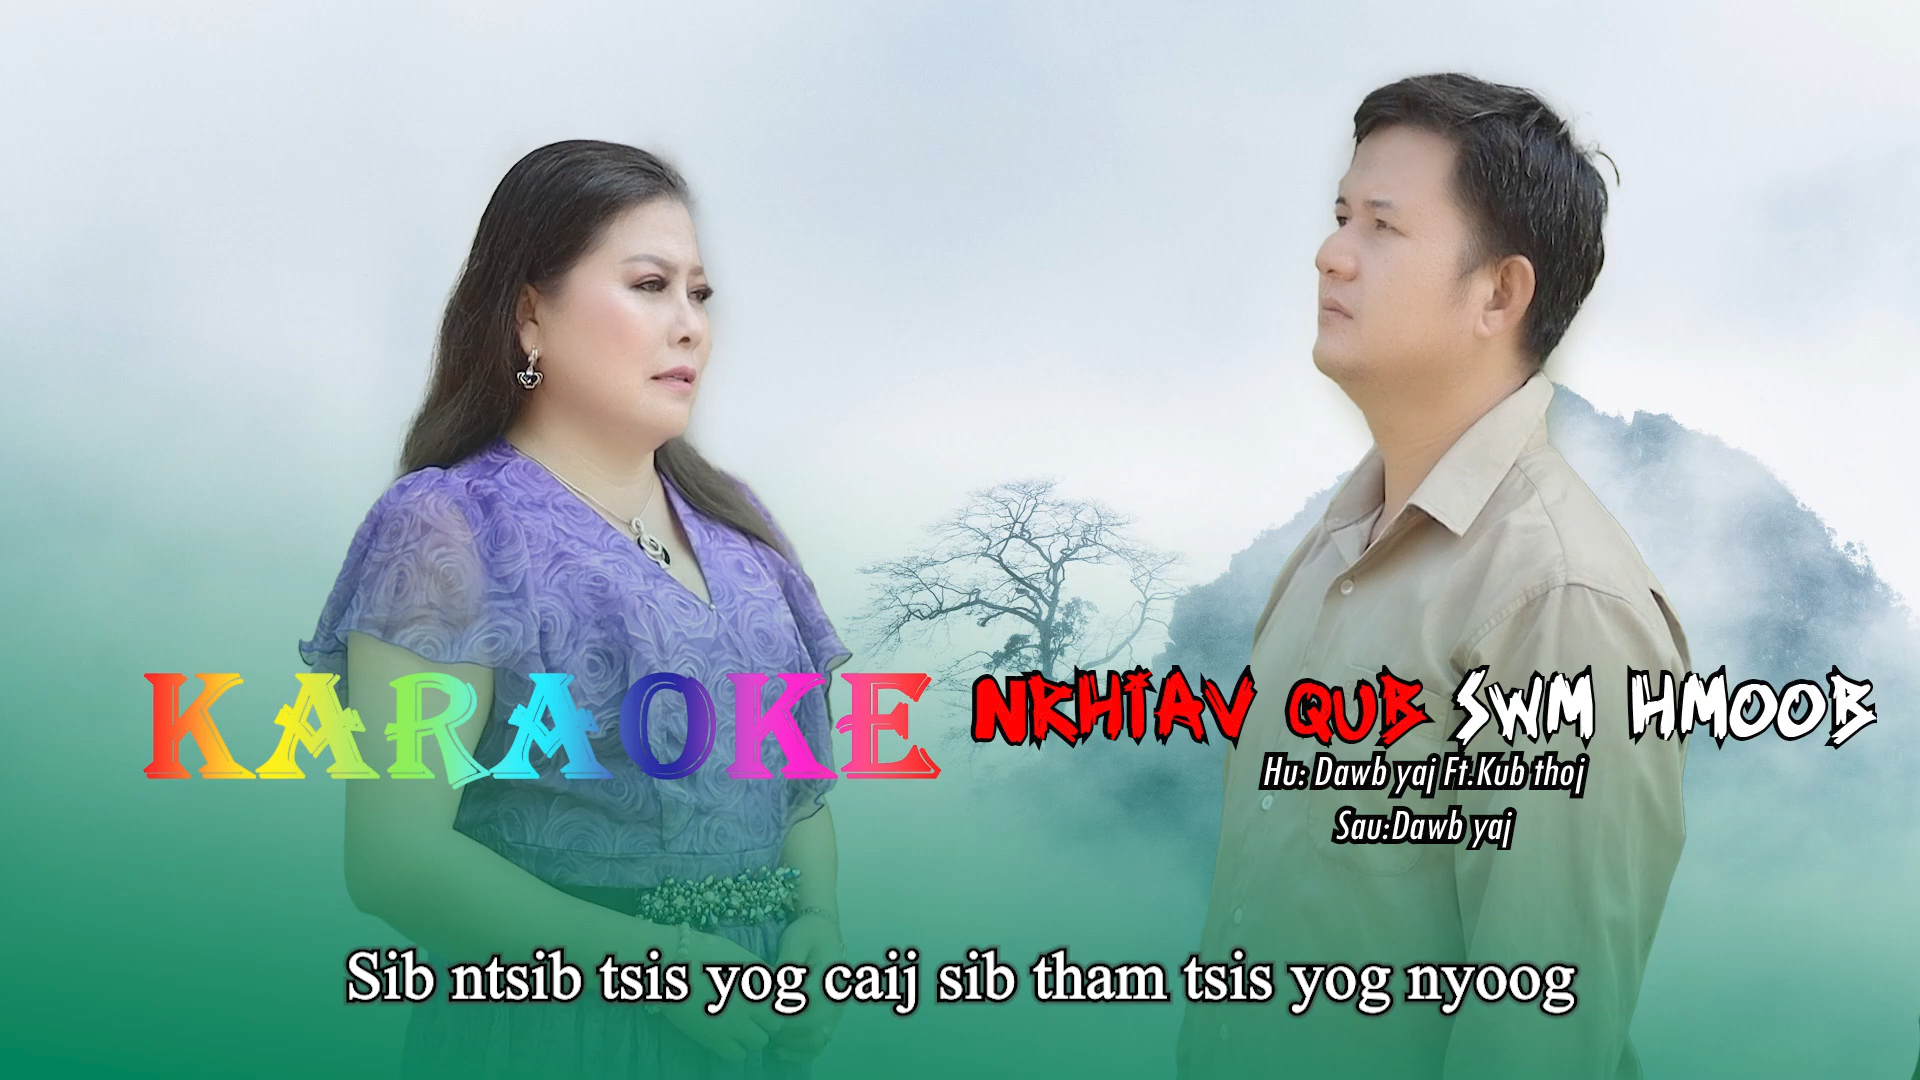 KARAOKE
NRHIAV QUB SWM HMOOB
Hu: Dawb yaj Ft.Kub thoj
Sau:Dawb yaj
Sib ntsib tsis yog caij sib tham tsis yog nyoog